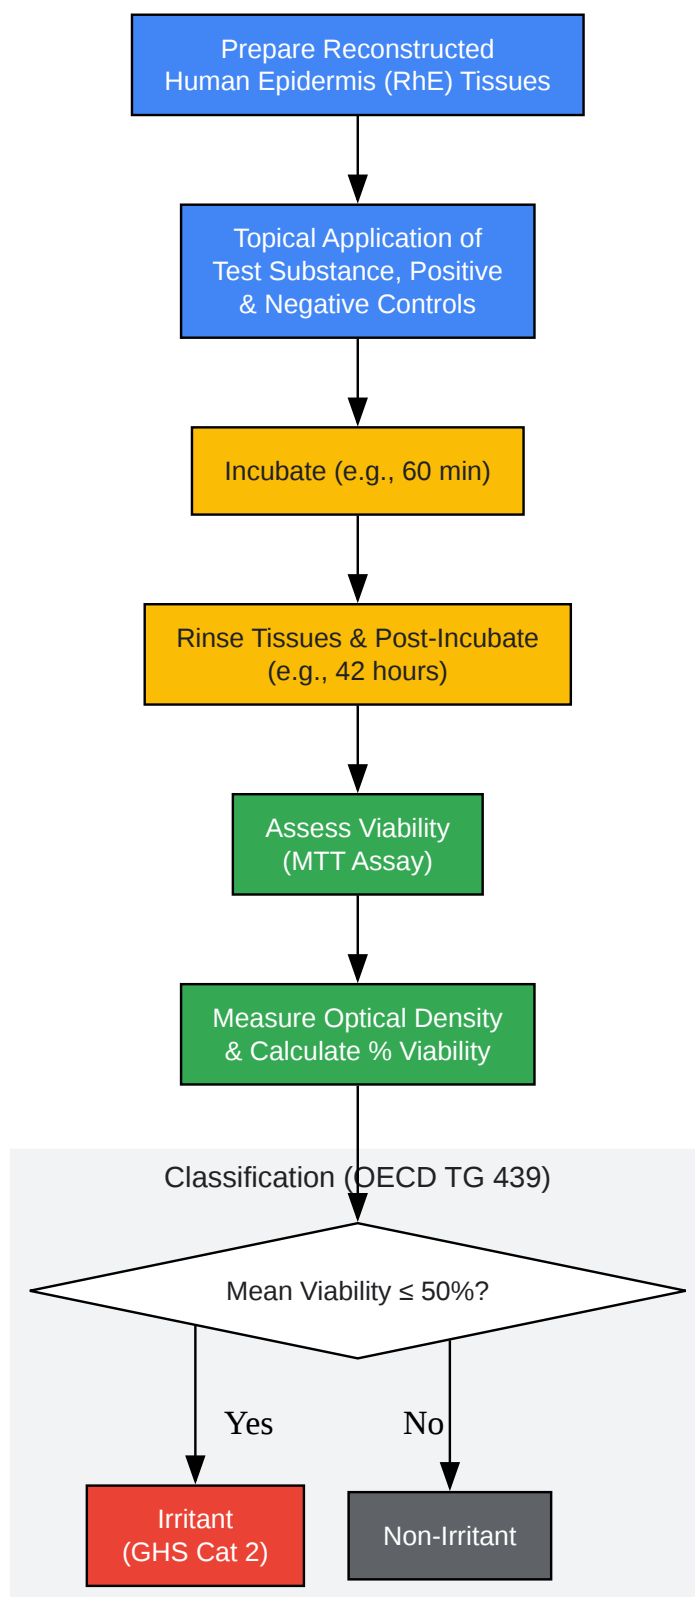 Prepare Reconstructed
Human Epidermis (RhE) Tissues
Topical Application of
Test Substance, Positive
& Negative Controls
Incubate (e.g., 60 min)
Rinse Tissues & Post-Incubate
(e.g., 42 hours)
Assess Viability
(MTT Assay)
Measure Optical Density
& Calculate % Viability
Classification (OECD TG 439)
Mean Viability ≤ 50%?
Yes
No
Irritant
(GHS Cat 2)
Non-Irritant